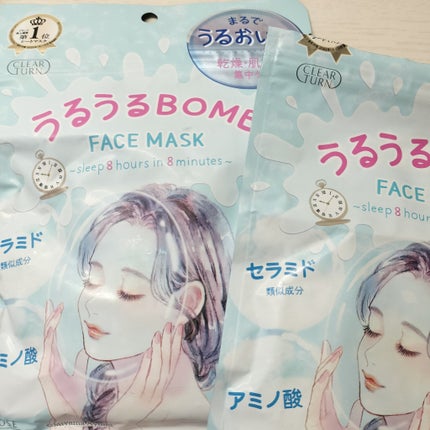 第1位
まるで
うるおい
乾燥・肌
集中
CLEAR
TURN
うるうるBOMB
FACE MASK
~sleep 8 hours in 8 minutes~
セラミド
類似成分
アミノ酸
CLEAR
TURN
うるうる
FACE
~sleep 8 hour
セラミド
類似成分
アミノ酸